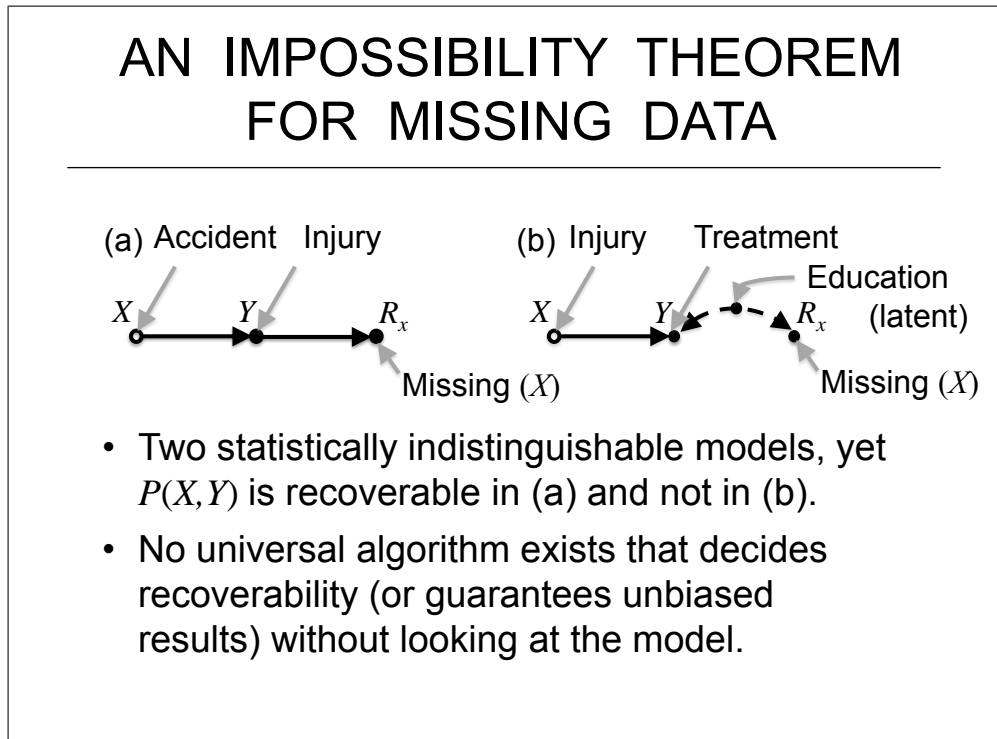 AN IMPOSSIBILITY THEOREM
FOR MISSING DATA
(a) Accident Injury
X Y Rₓ
Missing (X)
(b) Injury Treatment
Education
(latent)
X Y Rₓ
Missing (X)
• Two statistically indistinguishable models, yet
P(X,Y) is recoverable in (a) and not in (b).
• No universal algorithm exists that decides
recoverability (or guarantees unbiased
results) without looking at the model.